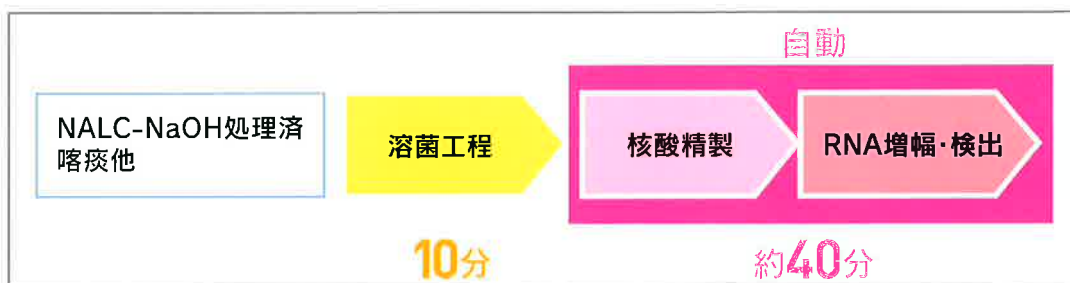 自動
NALC-NaOH処理済
喀痰他
溶菌工程
核酸精製
RNA増幅・検出
10分
約40分